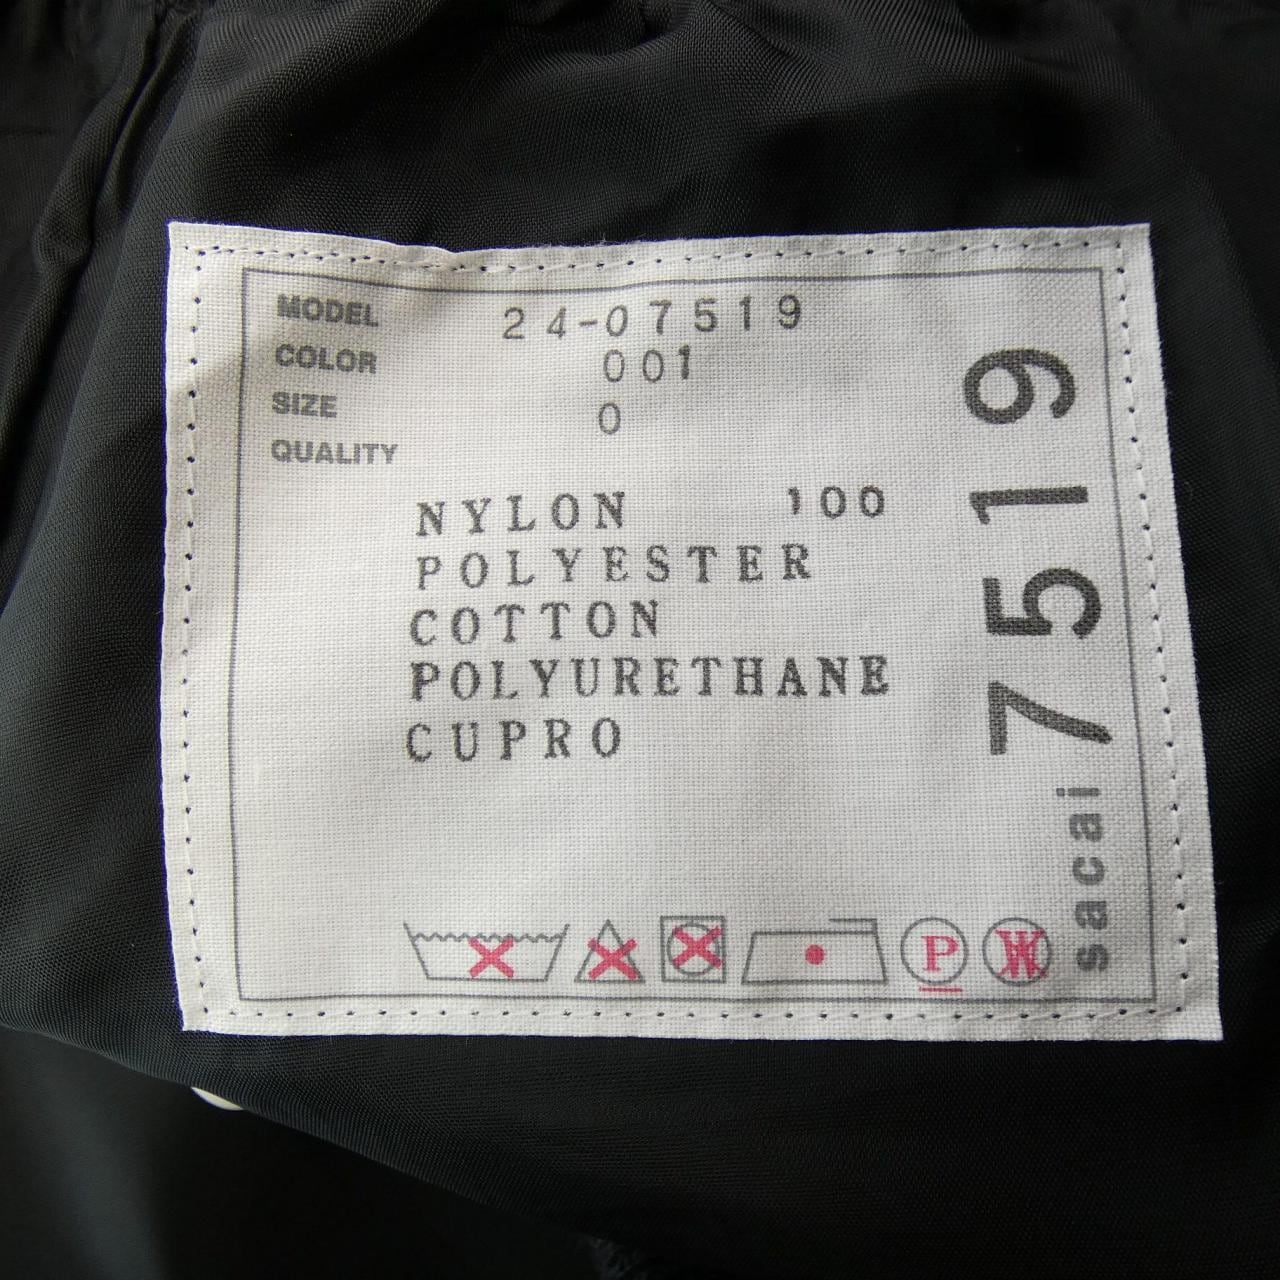 MODEL 24-07519
COLOR 001
SIZE 0
QUALITY
NYLON 100
POLYESTER
COTTON
POLYURETHANE
CUPRO
P
W
sacai 7519